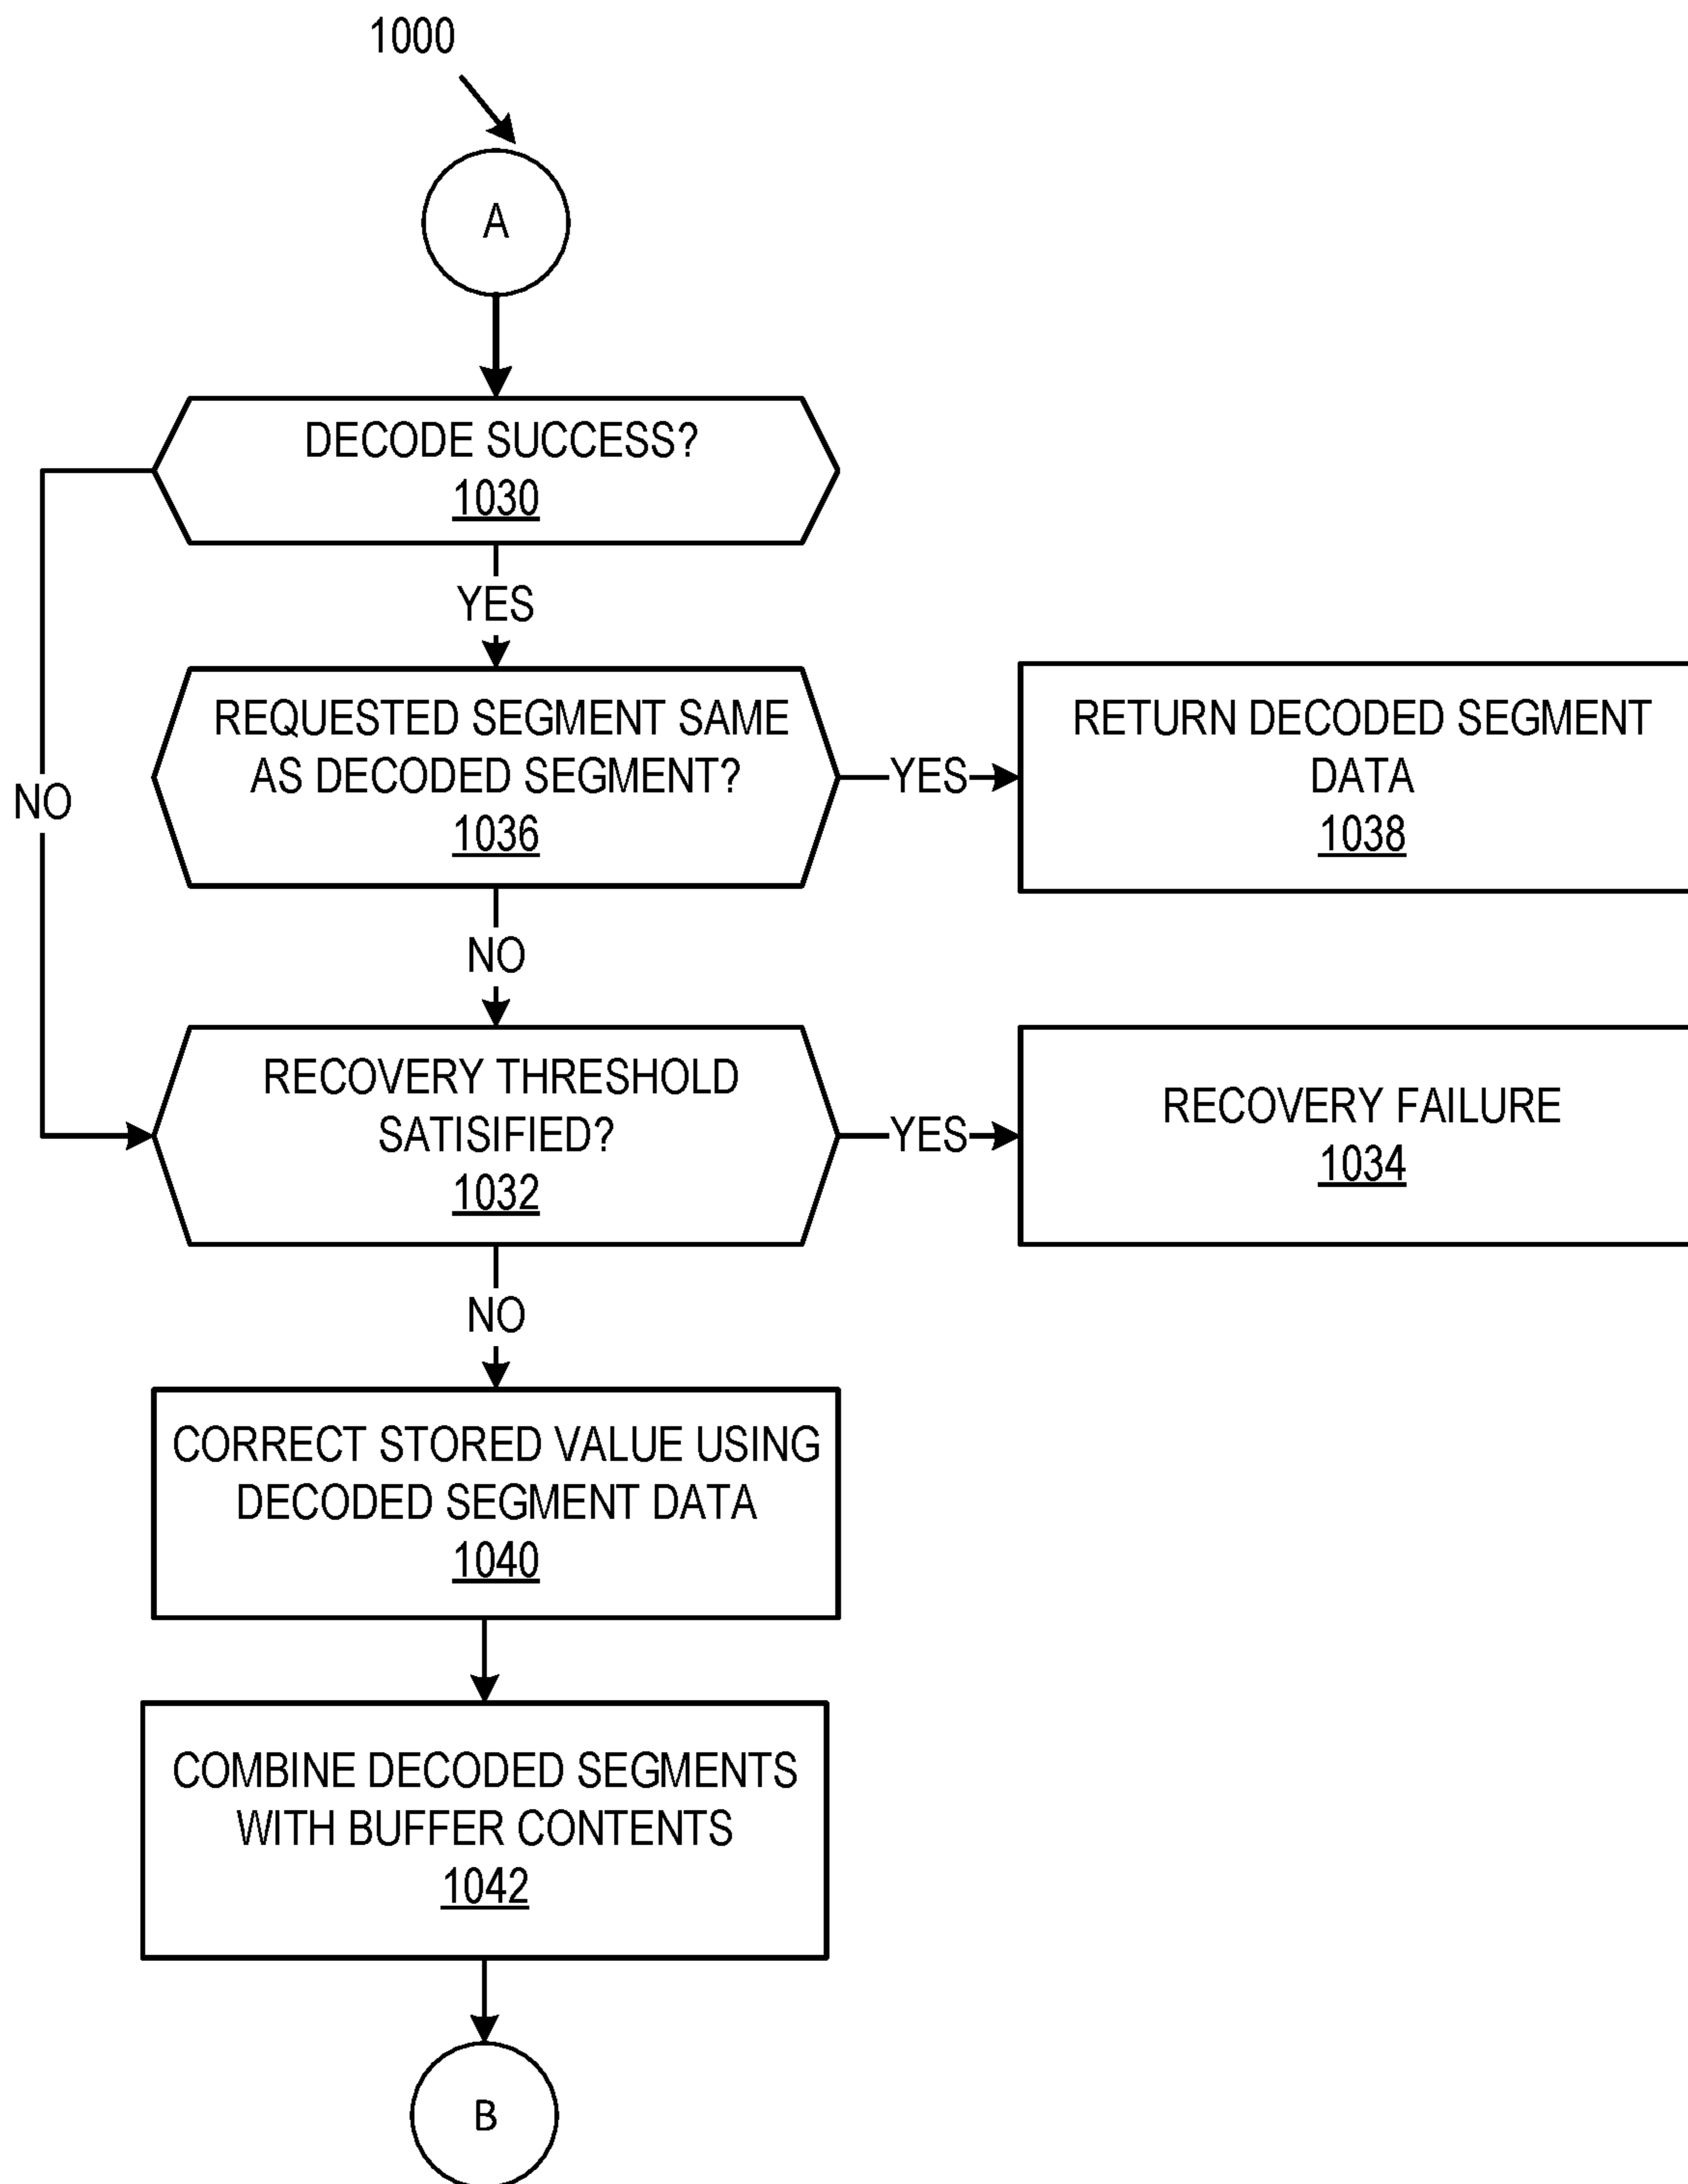 1000
A
DECODE SUCCESS?
1030
YES
REQUESTED SEGMENT SAME
AS DECODED SEGMENT?
1036
YES
RETURN DECODED SEGMENT
DATA
1038
NO
NO
RECOVERY THRESHOLD
SATISIFIED?
1032
YES
RECOVERY FAILURE
1034
NO
CORRECT STORED VALUE USING
DECODED SEGMENT DATA
1040
COMBINE DECODED SEGMENTS
WITH BUFFER CONTENTS
1042
B